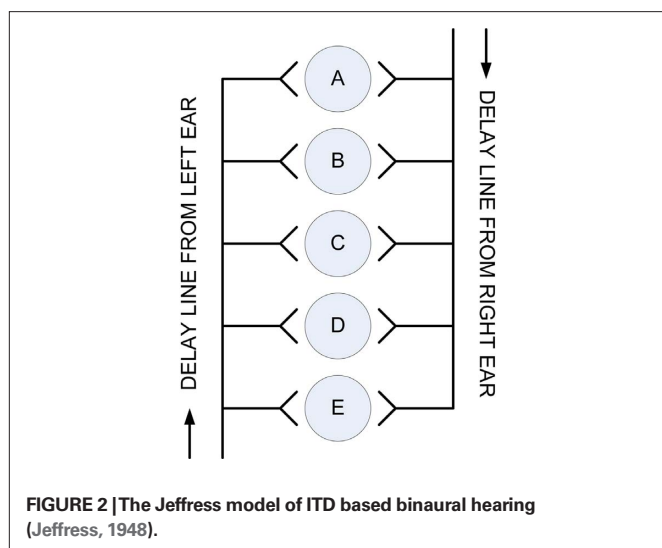 A
B
C
D
E
DELAY LINE FROM LEFT EAR
DELAY LINE FROM RIGHT EAR
FIGURE 2 | The Jeffress model of ITD based binaural hearing
(Jeffress, 1948).